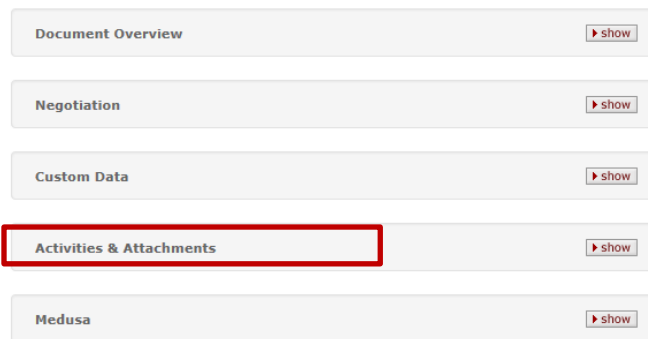 Document Overview show
Negotiation show
Custom Data show
Activities & Attachments show
Medusa show